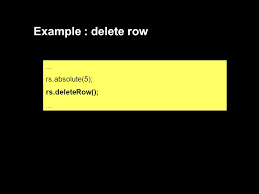 Example : delete row
...
rs.absolute(5);
rs.deleteRow();
...